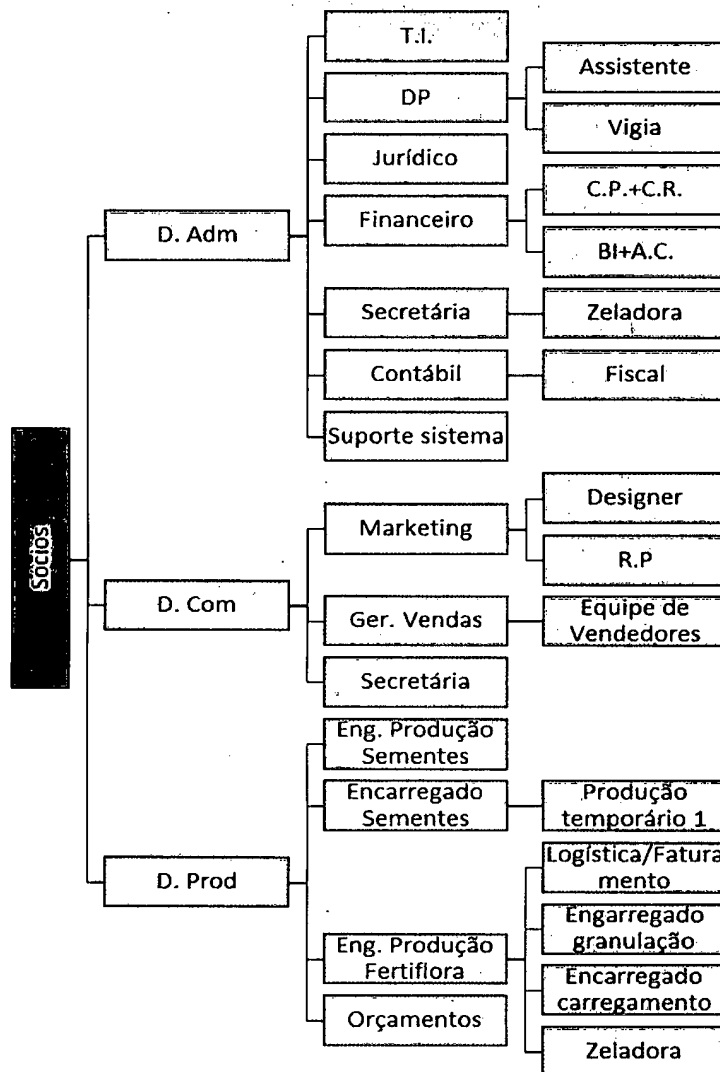 Sócios
D. Adm
T.I.
DP
Assistente
Vigia
Jurídico
Financeiro
C.P.+C.R.
BI+A.C.
Secretária
Zeladora
Contábil
Fiscal
Suporte sistema
D. Com
Marketing
Designer
R.P
Ger. Vendas
Equipe de
Vendedores
Secretária
D. Prod
Eng. Produção
Sementes
Encarregado
Sementes
Produção
temporário 1
Eng. Produção
Fertiflora
Logística/Fatura
mento
Engarregado
granulação
Encarregado
carregamento
Zeladora
Orçamentos